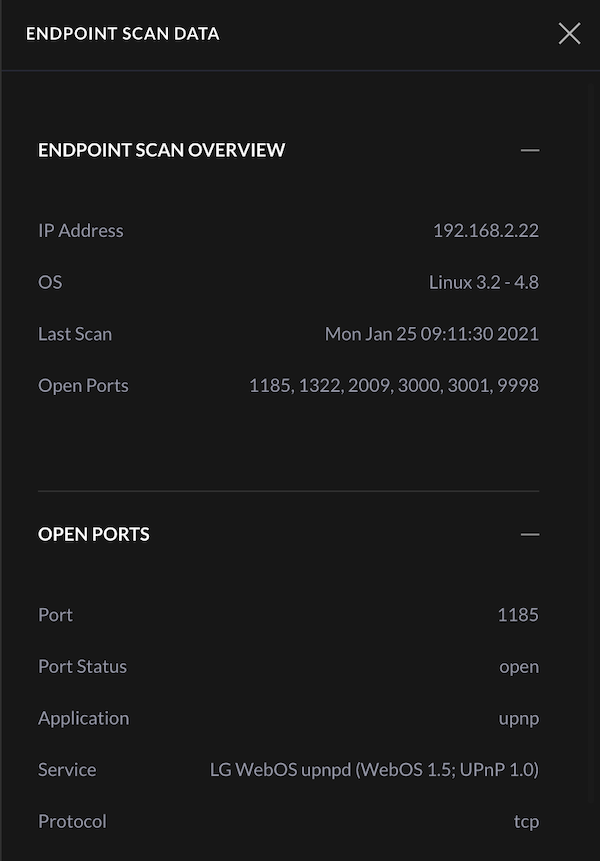 ENDPOINT SCAN DATA
ENDPOINT SCAN OVERVIEW
IP Address 192.168.2.22
OS Linux 3.2 - 4.8
Last Scan Mon Jan 25 09:11:30 2021
Open Ports 1185, 1322, 2009, 3000, 3001, 9998
OPEN PORTS
Port 1185
Port Status open
Application upnp
Service LG WebOS upnpd (WebOS 1.5; UPnP 1.0)
Protocol tcp